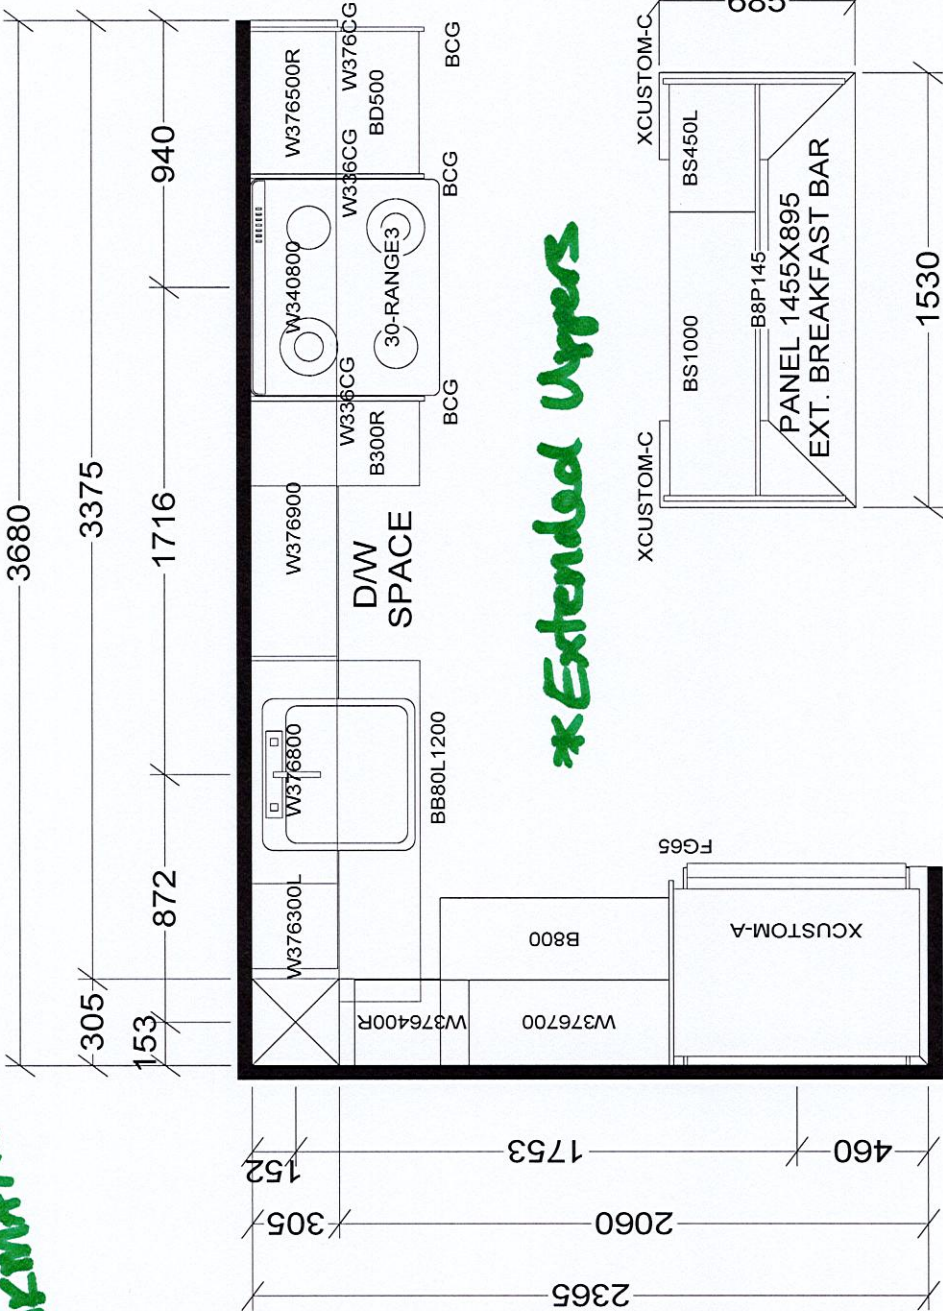 3680
3375
305
940
1716
872
153
W376500R
W376CG
BD500
BCG
W336CG
BCG
W340800
30-RANGE3
W336CG
B300R
BCG
W376900
D/W
SPACE
W376800
BB80L1200
W376300L
W376400R
W376700
B800
FG65
XCUSTOM-A
*Extended Uppers
685
XCUSTOM-C
BS450L
BS1000
B8P145
PANEL 1455X895
EXT. BREAKFAST BAR
XCUSTOM-C
1530
152
1753
460
305
2060
2365